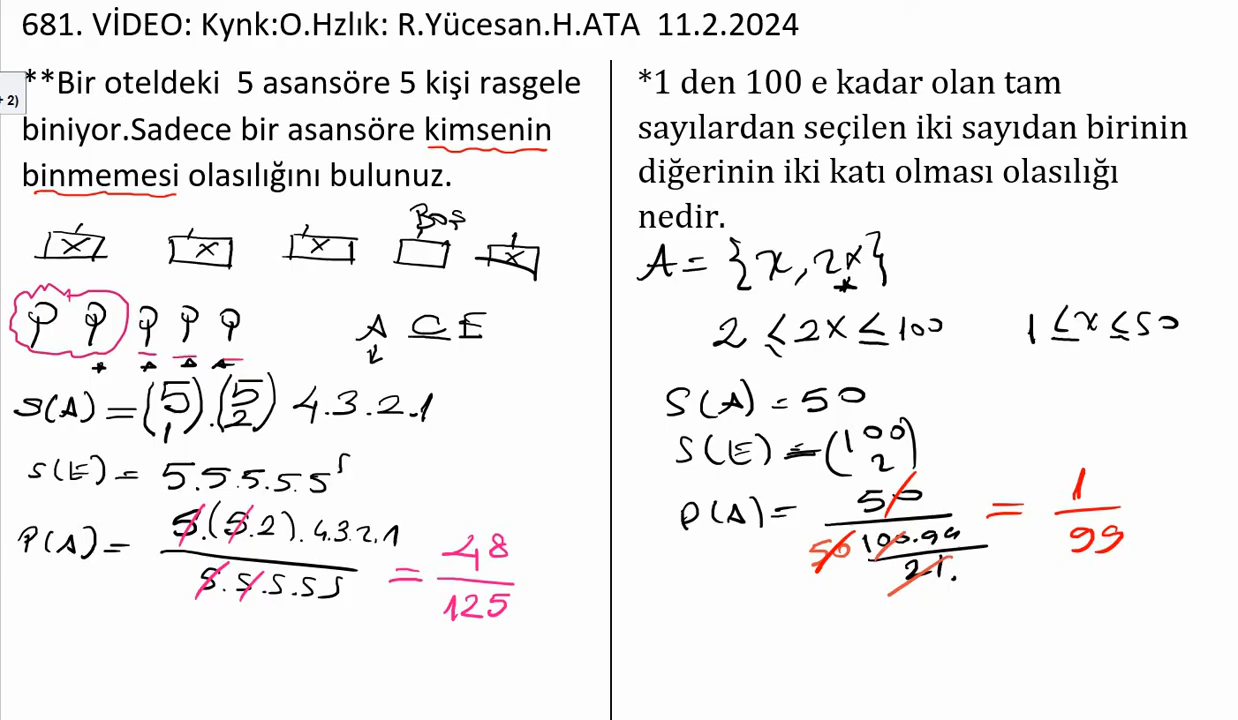 681. VİDEO: Kynk:O.Hzlık: R.Yücesan.H.ATA 11.2.2024
+ 2)
**Bir oteldeki 5 asansöre 5 kişi rasgele
biniyor.Sadece bir asansöre kimsenin
binmemesi olasılığını bulunuz.
BOŞ
X X X X
A C E
S(A) = (5 1).(5 2) 4.3.2.1
S(E) = 5.5.5.5.5
P(A) = 5.(5.2).4.3.2.1 / 5.5.5.5 5 = 48 / 125
*1 den 100 e kadar olan tam
sayılardan seçilen iki sayıdan birinin
diğerinin iki katı olması olasılığı
nedir.
A = {x, 2x}
2 ≤ 2x ≤ 100 1 ≤ x ≤ 50
S(A) = 50
S(E) = (100 2)
P(A) = 50 / 100.99 / 21. = 1 / 99
50